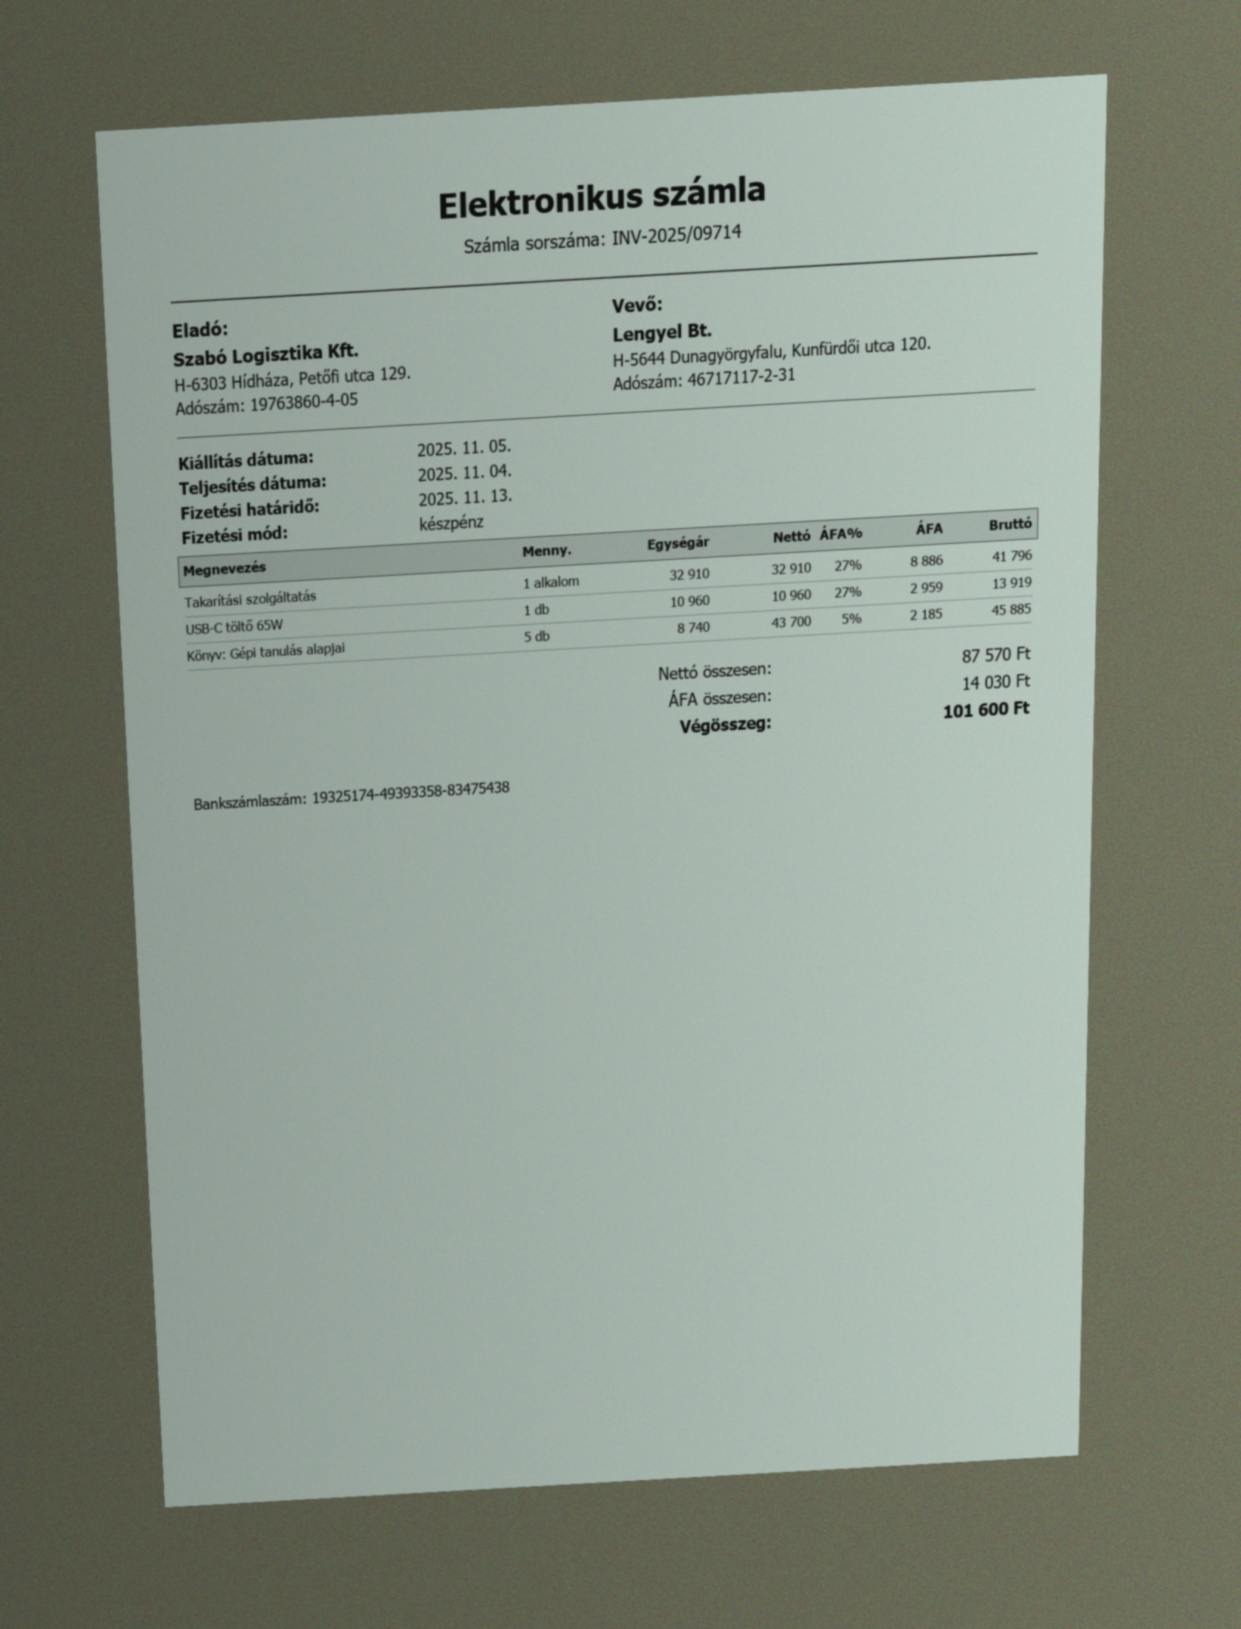 Elektronikus számla
Számla sorszáma: INV-2025/09714
Eladó:
Szabó Logisztika Kft.
H-6303 Hídháza, Petőfi utca 129.
Adószám: 19763860-4-05
Vevő:
Lengyel Bt.
H-5644 Dunagyörgyfalu, Kunfürdői utca 120.
Adószám: 46717117-2-31
Kiállítás dátuma: 2025. 11. 05.
Teljesítés dátuma: 2025. 11. 04.
Fizetési határidő: 2025. 11. 13.
Fizetési mód: készpénz
Megnevezés Menny. Egységár Nettó ÁFA% ÁFA Bruttó
Takarítási szolgáltatás 1 alkalom 32 910 32 910 27% 8 886 41 796
USB-C töltő 65W 1 db 10 960 10 960 27% 2 959 13 919
Könyv: Gépi tanulás alapjai 5 db 8 740 43 700 5% 2 185 45 885
Nettó összesen: 87 570 Ft
ÁFA összesen: 14 030 Ft
Végösszeg: 101 600 Ft
Bankszámlaszám: 19325174-49393358-83475438